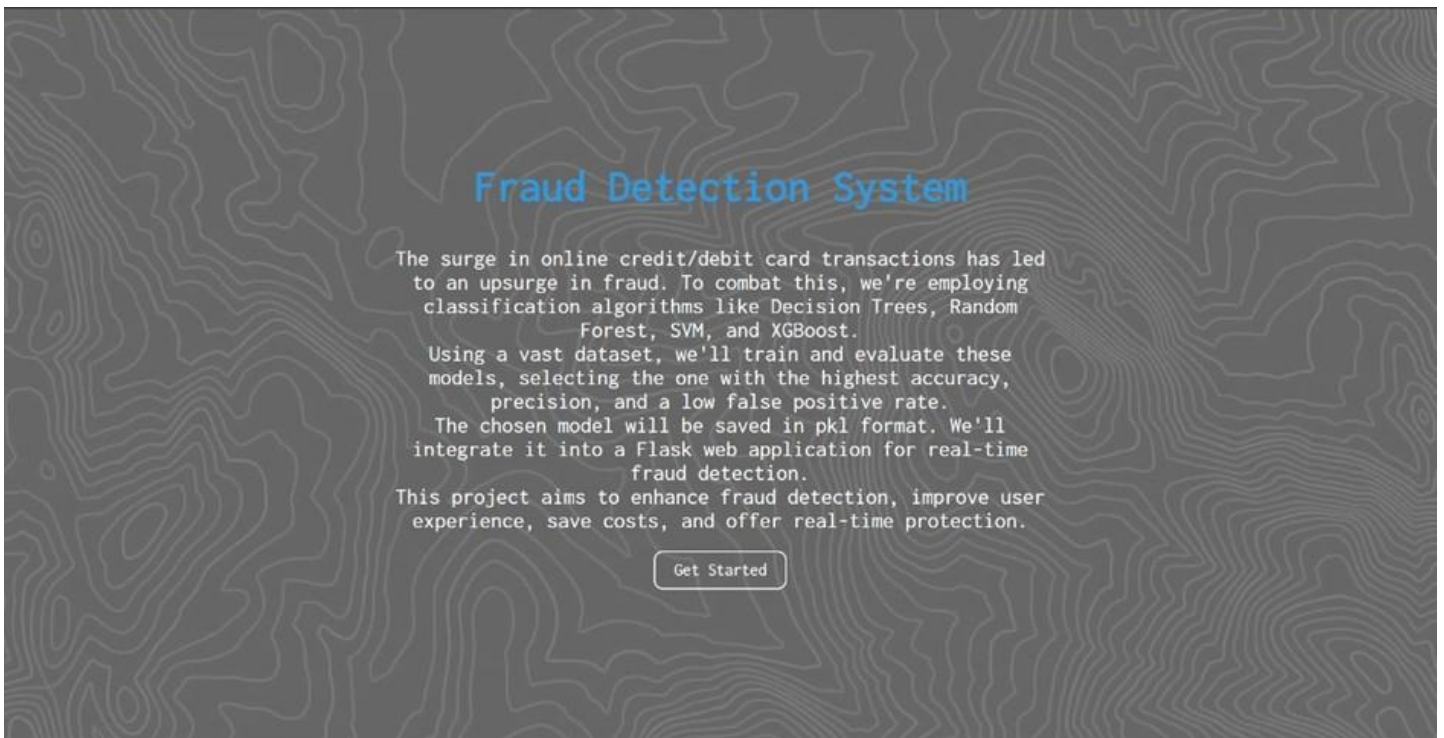 Fraud Detection System
The surge in online credit/debit card transactions has led
to an upsurge in fraud. To combat this, we're employing
classification algorithms like Decision Trees, Random
Forest, SVM, and XGBoost.
Using a vast dataset, we'll train and evaluate these
models, selecting the one with the highest accuracy,
precision, and a low false positive rate.
The chosen model will be saved in pkl format. We'll
integrate it into a Flask web application for real-time
fraud detection.
This project aims to enhance fraud detection, improve user
experience, save costs, and offer real-time protection.
Get Started